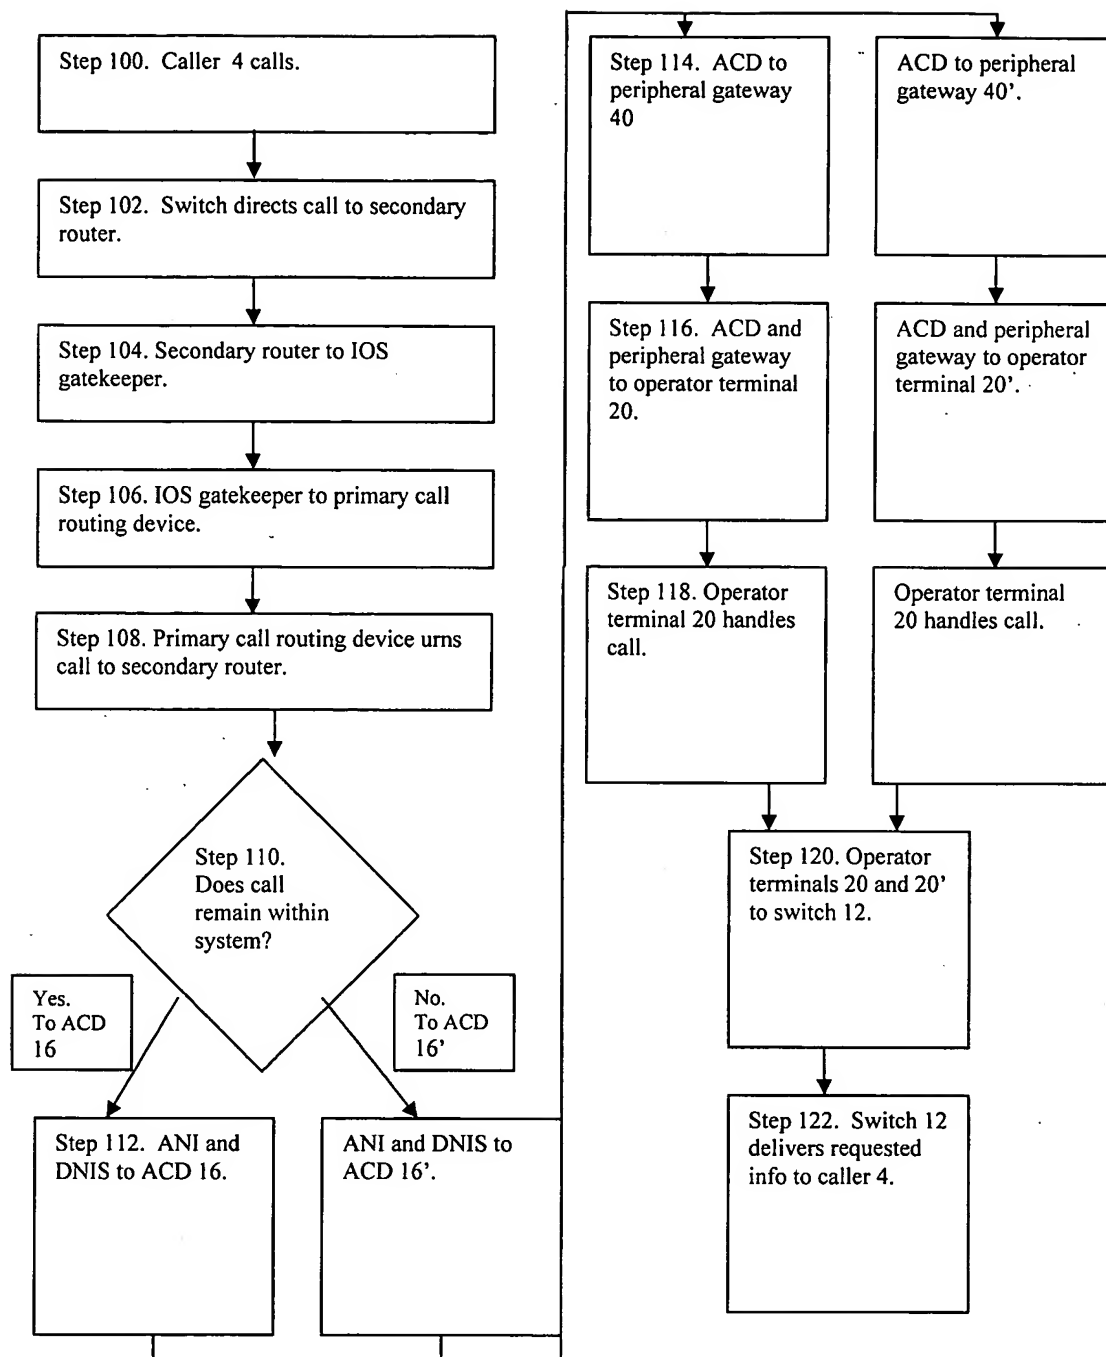 Step 100. Caller 4 calls.
Step 102. Switch directs call to secondary
router.
Step 104. Secondary router to IOS
gatekeeper.
Step 106. IOS gatekeeper to primary call
routing device.
Step 108. Primary call routing device urns
call to secondary router.
Step 110.
Does call
remain within
system?
Yes.
To ACD
16
No.
To ACD
16’
Step 112. ANI and
DNIS to ACD 16.
ANI and DNIS to
ACD 16’.
Step 114. ACD to
peripheral gateway
40
ACD to peripheral
gateway 40’.
Step 116. ACD and
peripheral gateway
to operator terminal
20.
ACD and peripheral
gateway to operator
terminal 20’.
Step 118. Operator
terminal 20 handles
call.
Operator terminal
20 handles call.
Step 120. Operator
terminals 20 and 20’
to switch 12.
Step 122. Switch 12
delivers requested
info to caller 4.